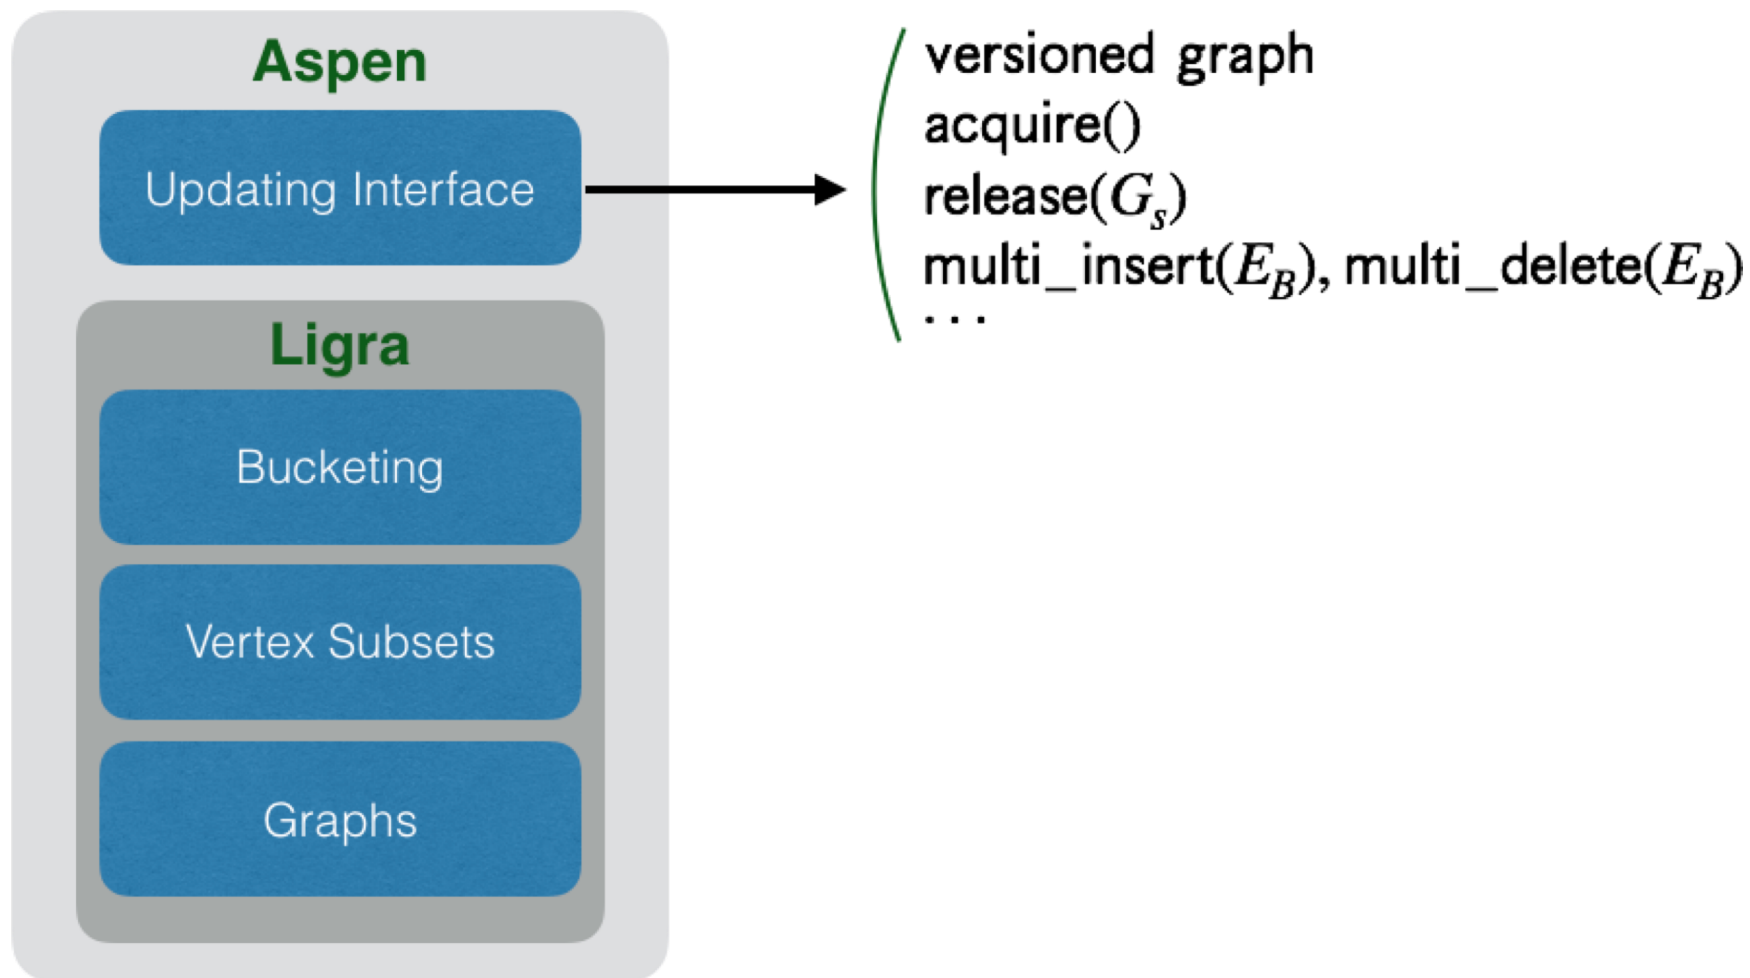 Aspen
Updating Interface
Ligra
Bucketing
Vertex Subsets
Graphs
versioned graph
acquire()
release(G_s)
multi_insert(E_B), multi_delete(E_B)
...